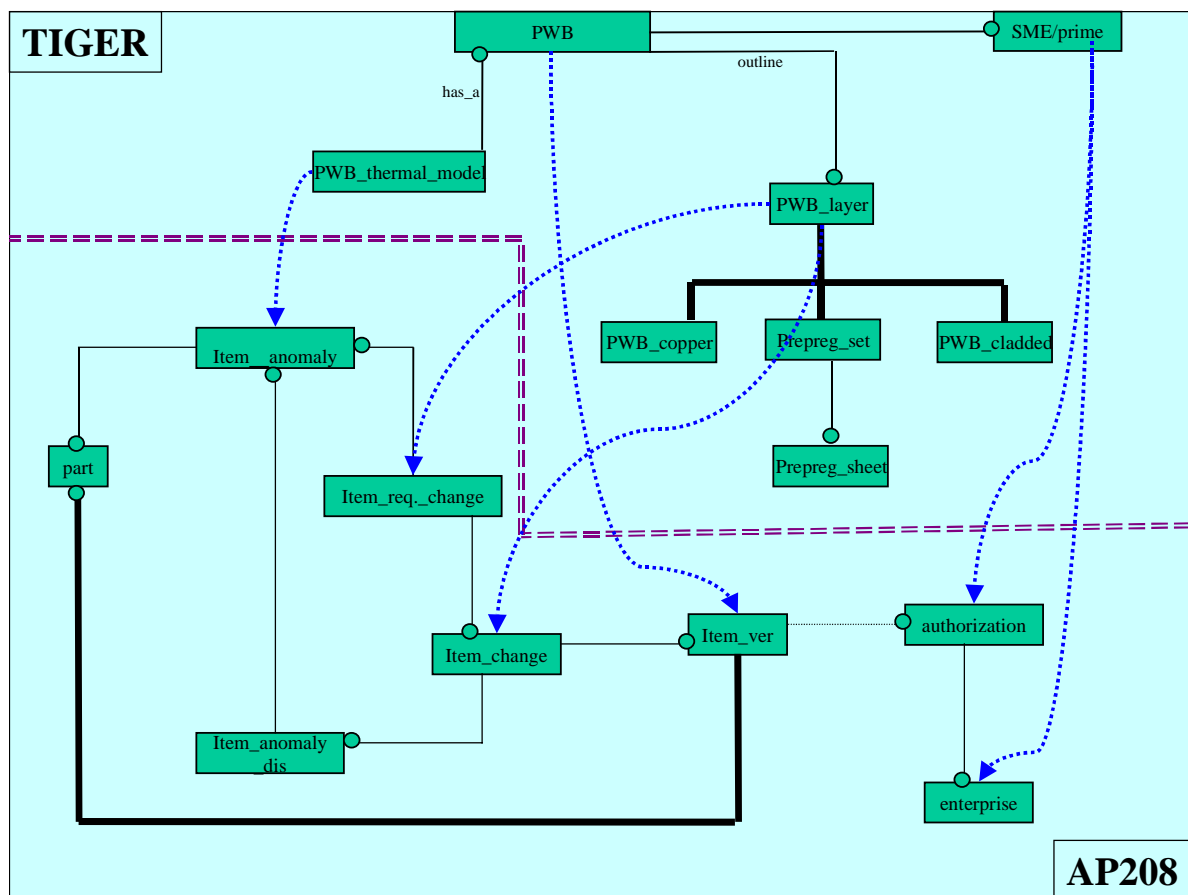 TIGER
PWB
SME/prime
outline
has_a
PWB_thermal_model
PWB_layer
PWB_copper
Prepreg_set
PWB_cladded
Item__anomaly
part
Prepreg_sheet
Item_req._change
authorization
Item_ver
Item_change
Item_anomaly
_dis
enterprise
AP208